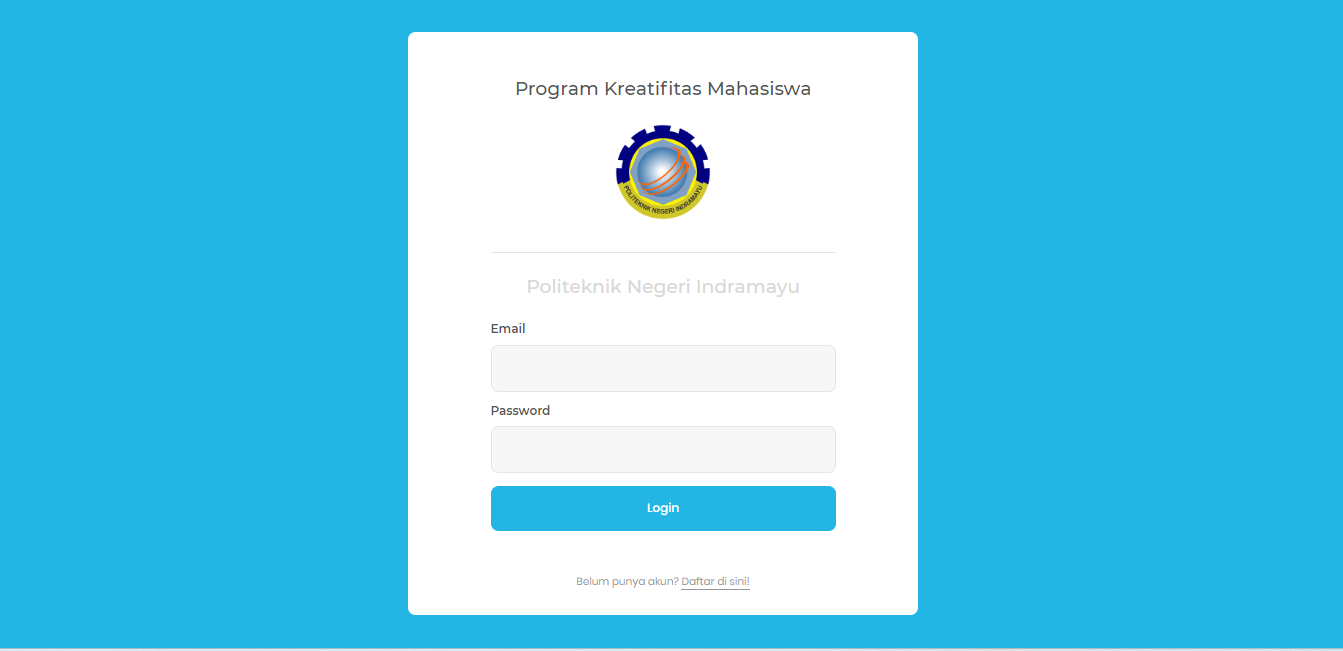 Program Kreatifitas Mahasiswa
POLITEKNIK NEGERI INDRAMAYU
Politeknik Negeri Indramayu
Email
Password
Login
Belum punya akun? Daftar di sini!